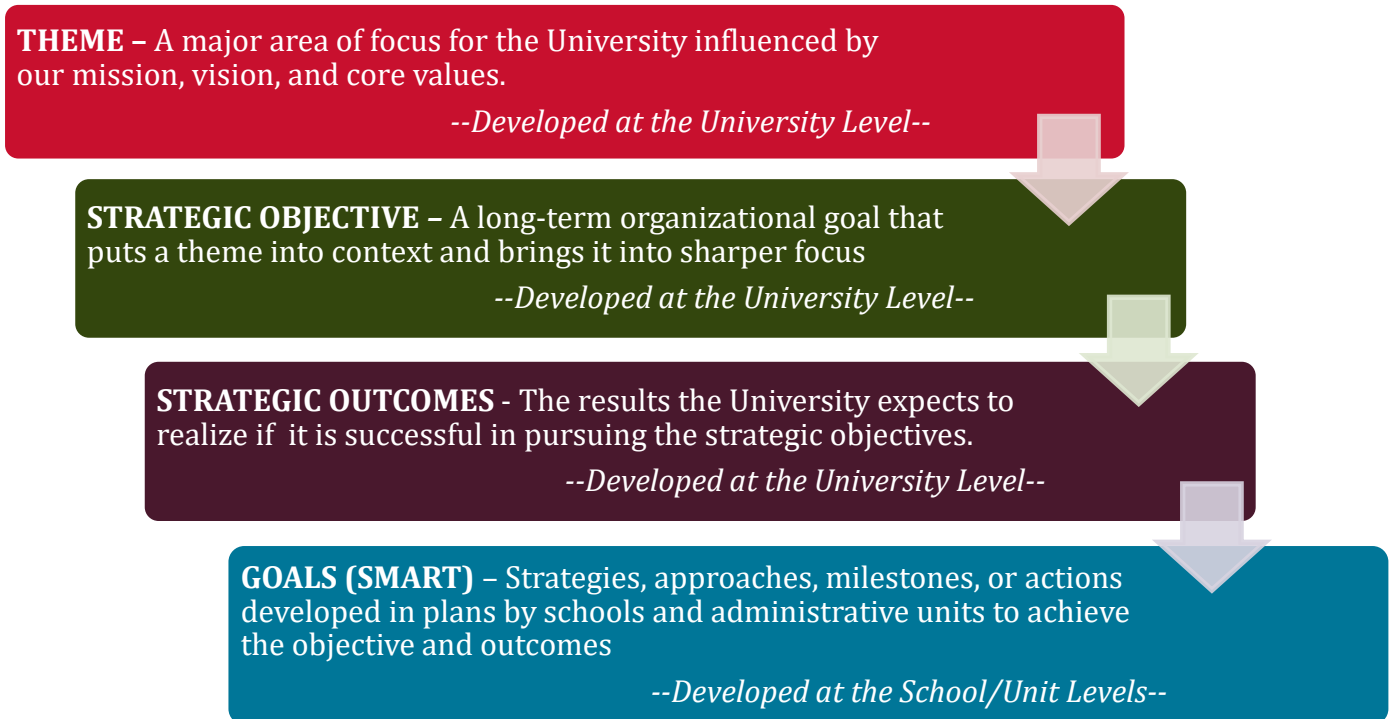 THEME – A major area of focus for the University influenced by
our mission, vision, and core values.
--Developed at the University Level--
STRATEGIC OBJECTIVE – A long-term organizational goal that
puts a theme into context and brings it into sharper focus
--Developed at the University Level--
STRATEGIC OUTCOMES - The results the University expects to
realize if  it is successful in pursuing the strategic objectives.
--Developed at the University Level--
GOALS (SMART) – Strategies, approaches, milestones, or actions
developed in plans by schools and administrative units to achieve
the objective and outcomes
--Developed at the School/Unit Levels--